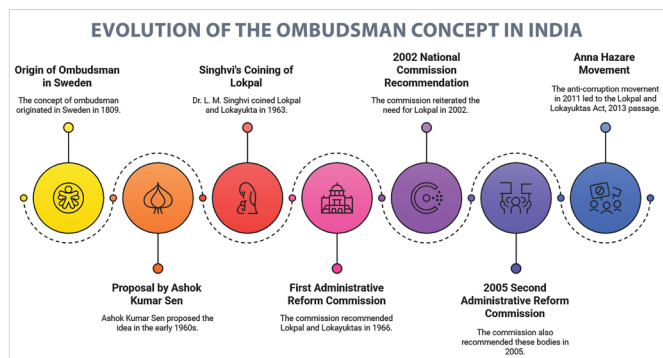 EVOLUTION OF THE OMBUDSMAN CONCEPT IN INDIA
Origin of Ombudsman
in Sweden
The concept of ombudsman
originated in Sweden in 1809.
Proposal by Ashok
Kumar Sen
Ashok Kumar Sen proposed the
idea in the early 1960s.
Singhvi's Coining of
Lokpal
Dr. L. M. Singhvi coined Lokpal
and Lokayukta in 1963.
First Administrative
Reform Commission
The commission recommended
Lokpal and Lokayuktas in 1966.
2002 National
Commission
Recommendation
The commission reiterated the
need for Lokpal in 2002.
2005 Second
Administrative Reform
Commission
The commission also
recommended these bodies in
2005.
Anna Hazare
Movement
The anti-corruption movement
in 2011 led to the Lokpal and
Lokayuktas Act, 2013 passage.